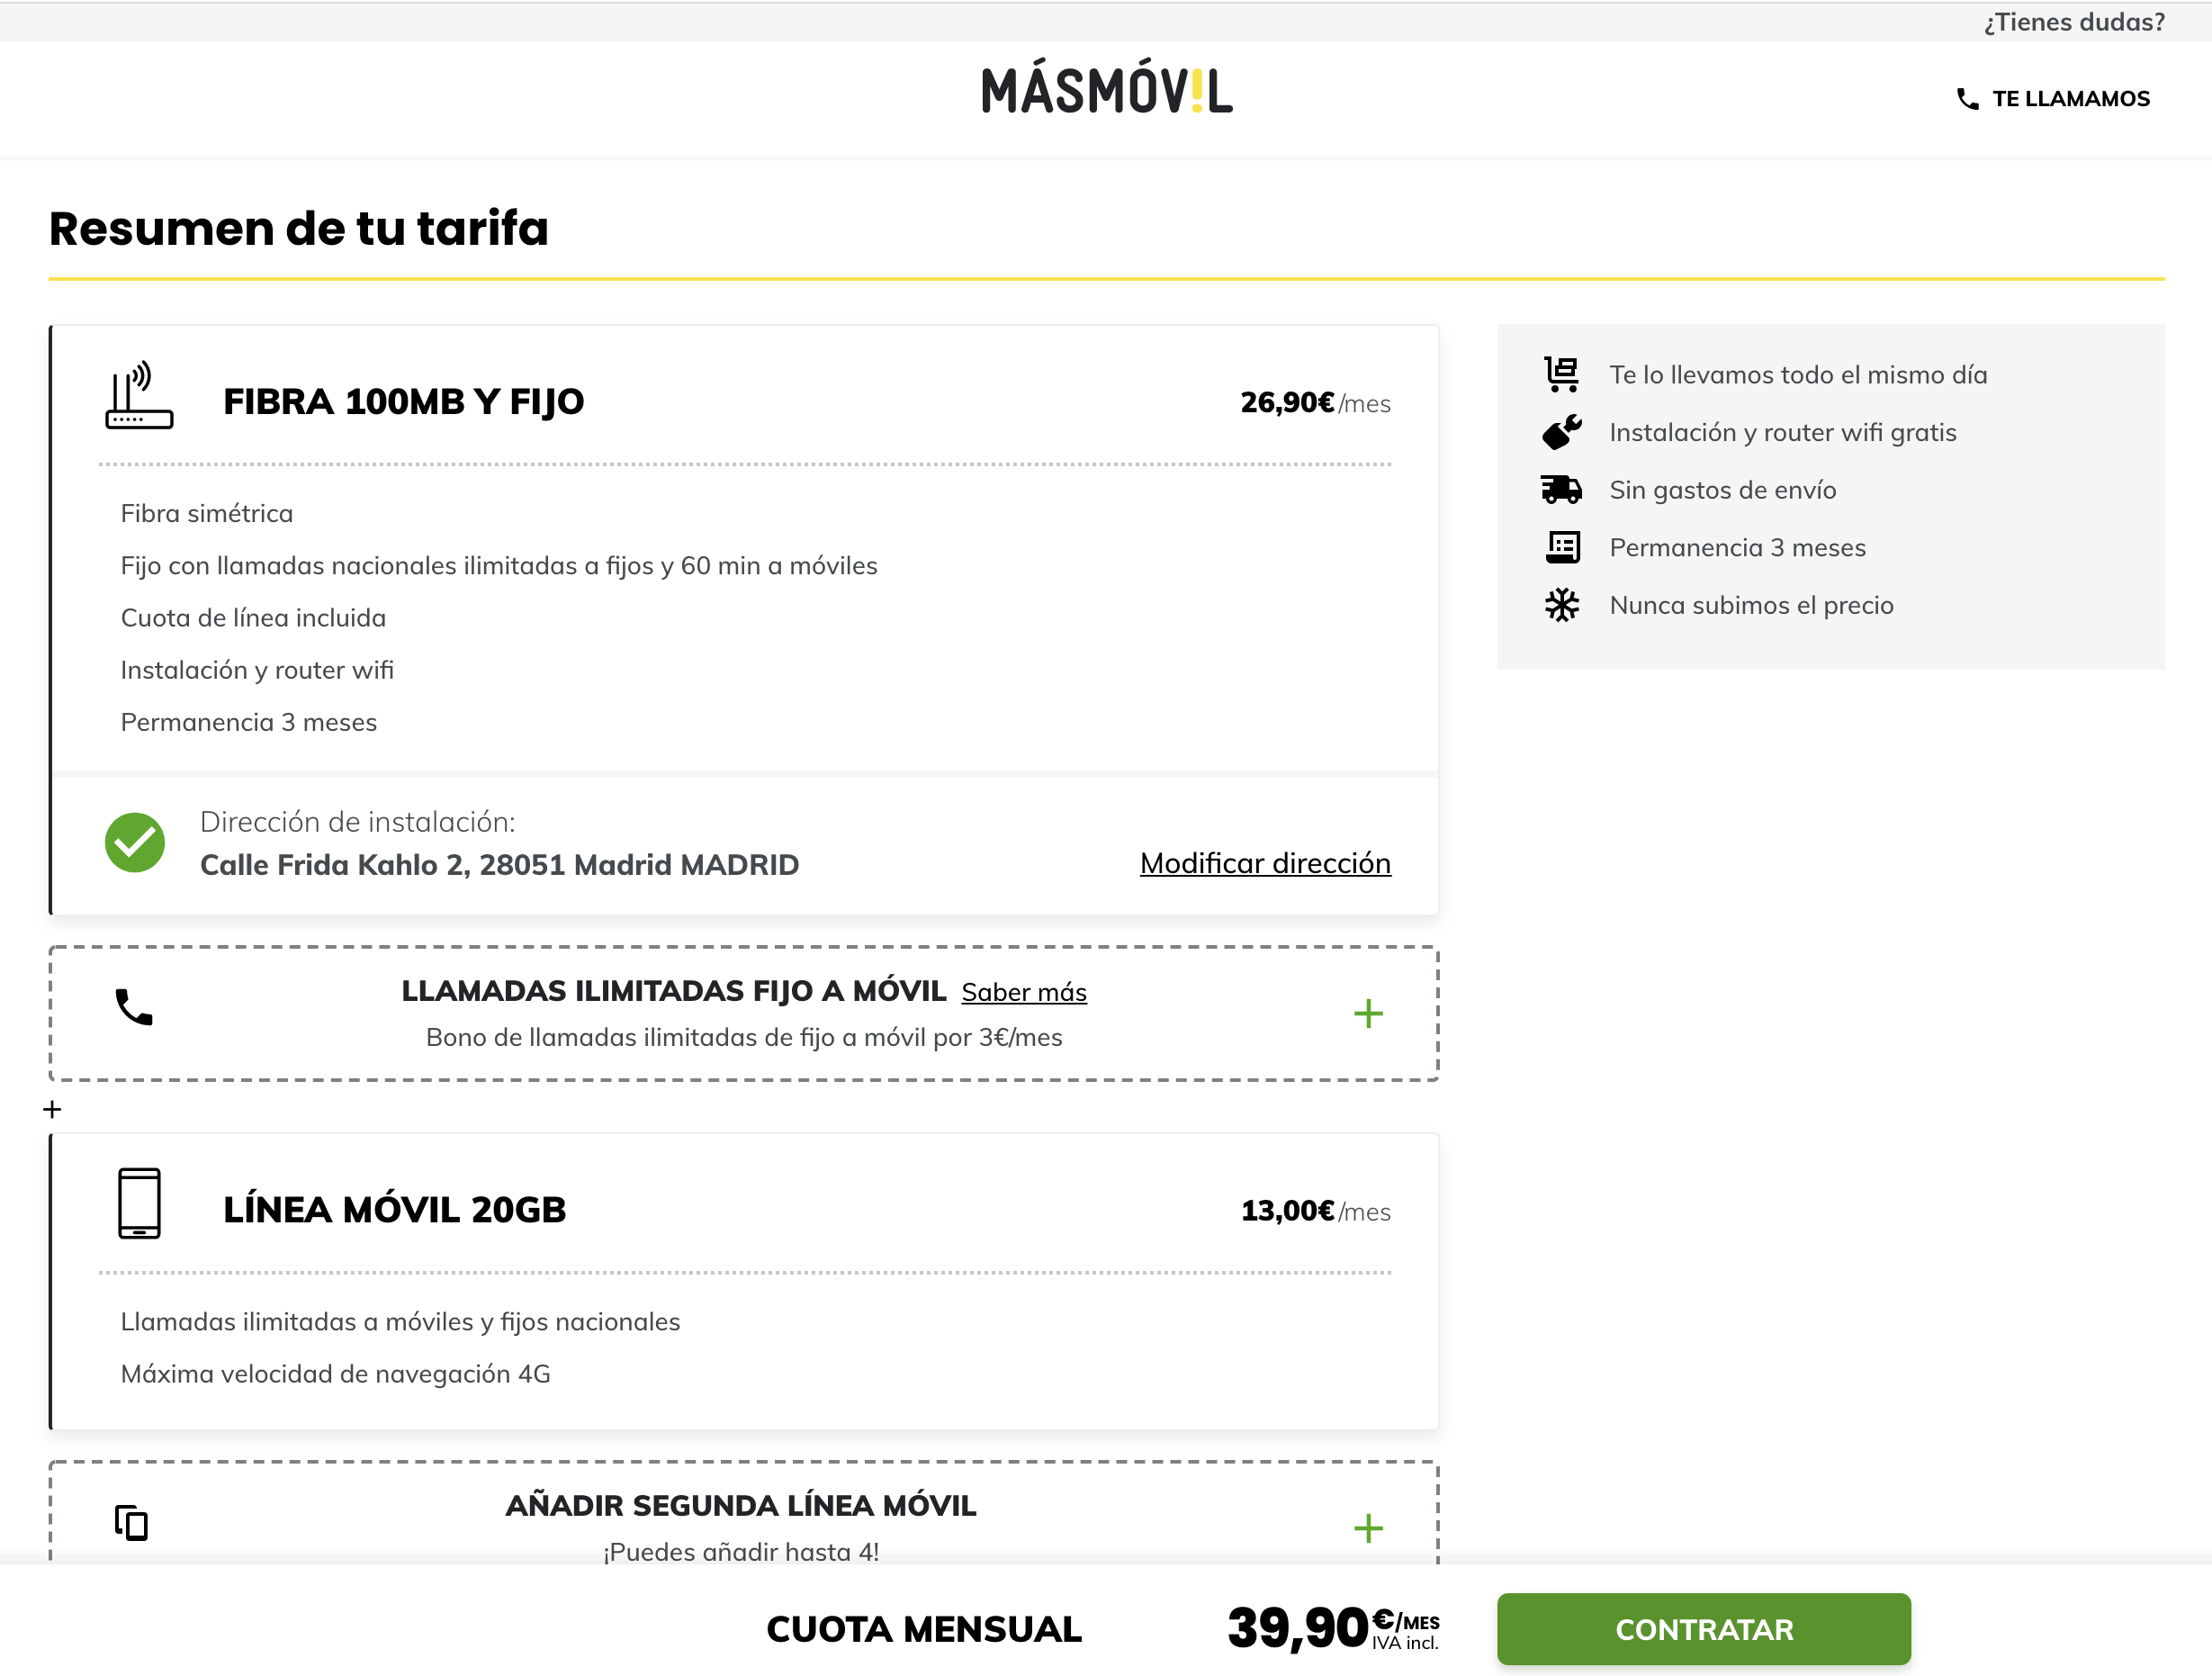 ¿Tienes dudas?
MÁSMÓV!L
TE LLAMAMOS
Resumen de tu tarifa
FIBRA 100MB Y FIJO
26,90€/mes
Fibra simétrica
Fijo con llamadas nacionales ilimitadas a fijos y 60 min a móviles
Cuota de línea incluida
Instalación y router wifi
Permanencia 3 meses
Dirección de instalación:
Calle Frida Kahlo 2, 28051 Madrid MADRID
Modificar dirección
LLAMADAS ILIMITADAS FIJO A MÓVIL Saber más
Bono de llamadas ilimitadas de fijo a móvil por 3€/mes
+
+
LÍNEA MÓVIL 20GB
13,00€/mes
Llamadas ilimitadas a móviles y fijos nacionales
Máxima velocidad de navegación 4G
AÑADIR SEGUNDA LÍNEA MÓVIL
¡Puedes añadir hasta 4!
+
Te lo llevamos todo el mismo día
Instalación y router wifi gratis
Sin gastos de envío
Permanencia 3 meses
Nunca subimos el precio
CUOTA MENSUAL
39,90€/MES
IVA incl.
CONTRATAR